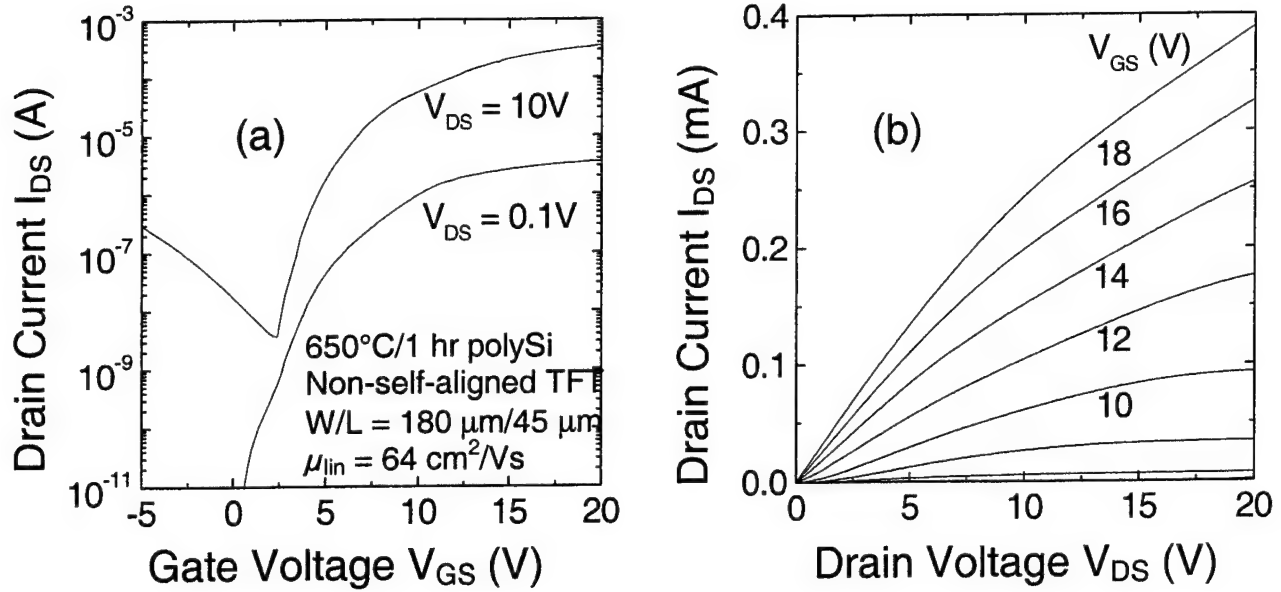 10⁻³
10⁻⁵
10⁻⁷
10⁻⁹
10⁻¹¹
Drain Current I_DS (A)
(a)
V_DS = 10V
V_DS = 0.1V
650°C/1 hr polySi
Non-self-aligned TFT
W/L = 180 μm/45 μm
μ_lin = 64 cm²/Vs
-5 0 5 10 15 20
Gate Voltage V_GS (V)
0.4
0.3
0.2
0.1
0.0
Drain Current I_DS (mA)
(b)
V_GS (V)
18
16
14
12
10
0 5 10 15 20
Drain Voltage V_DS (V)